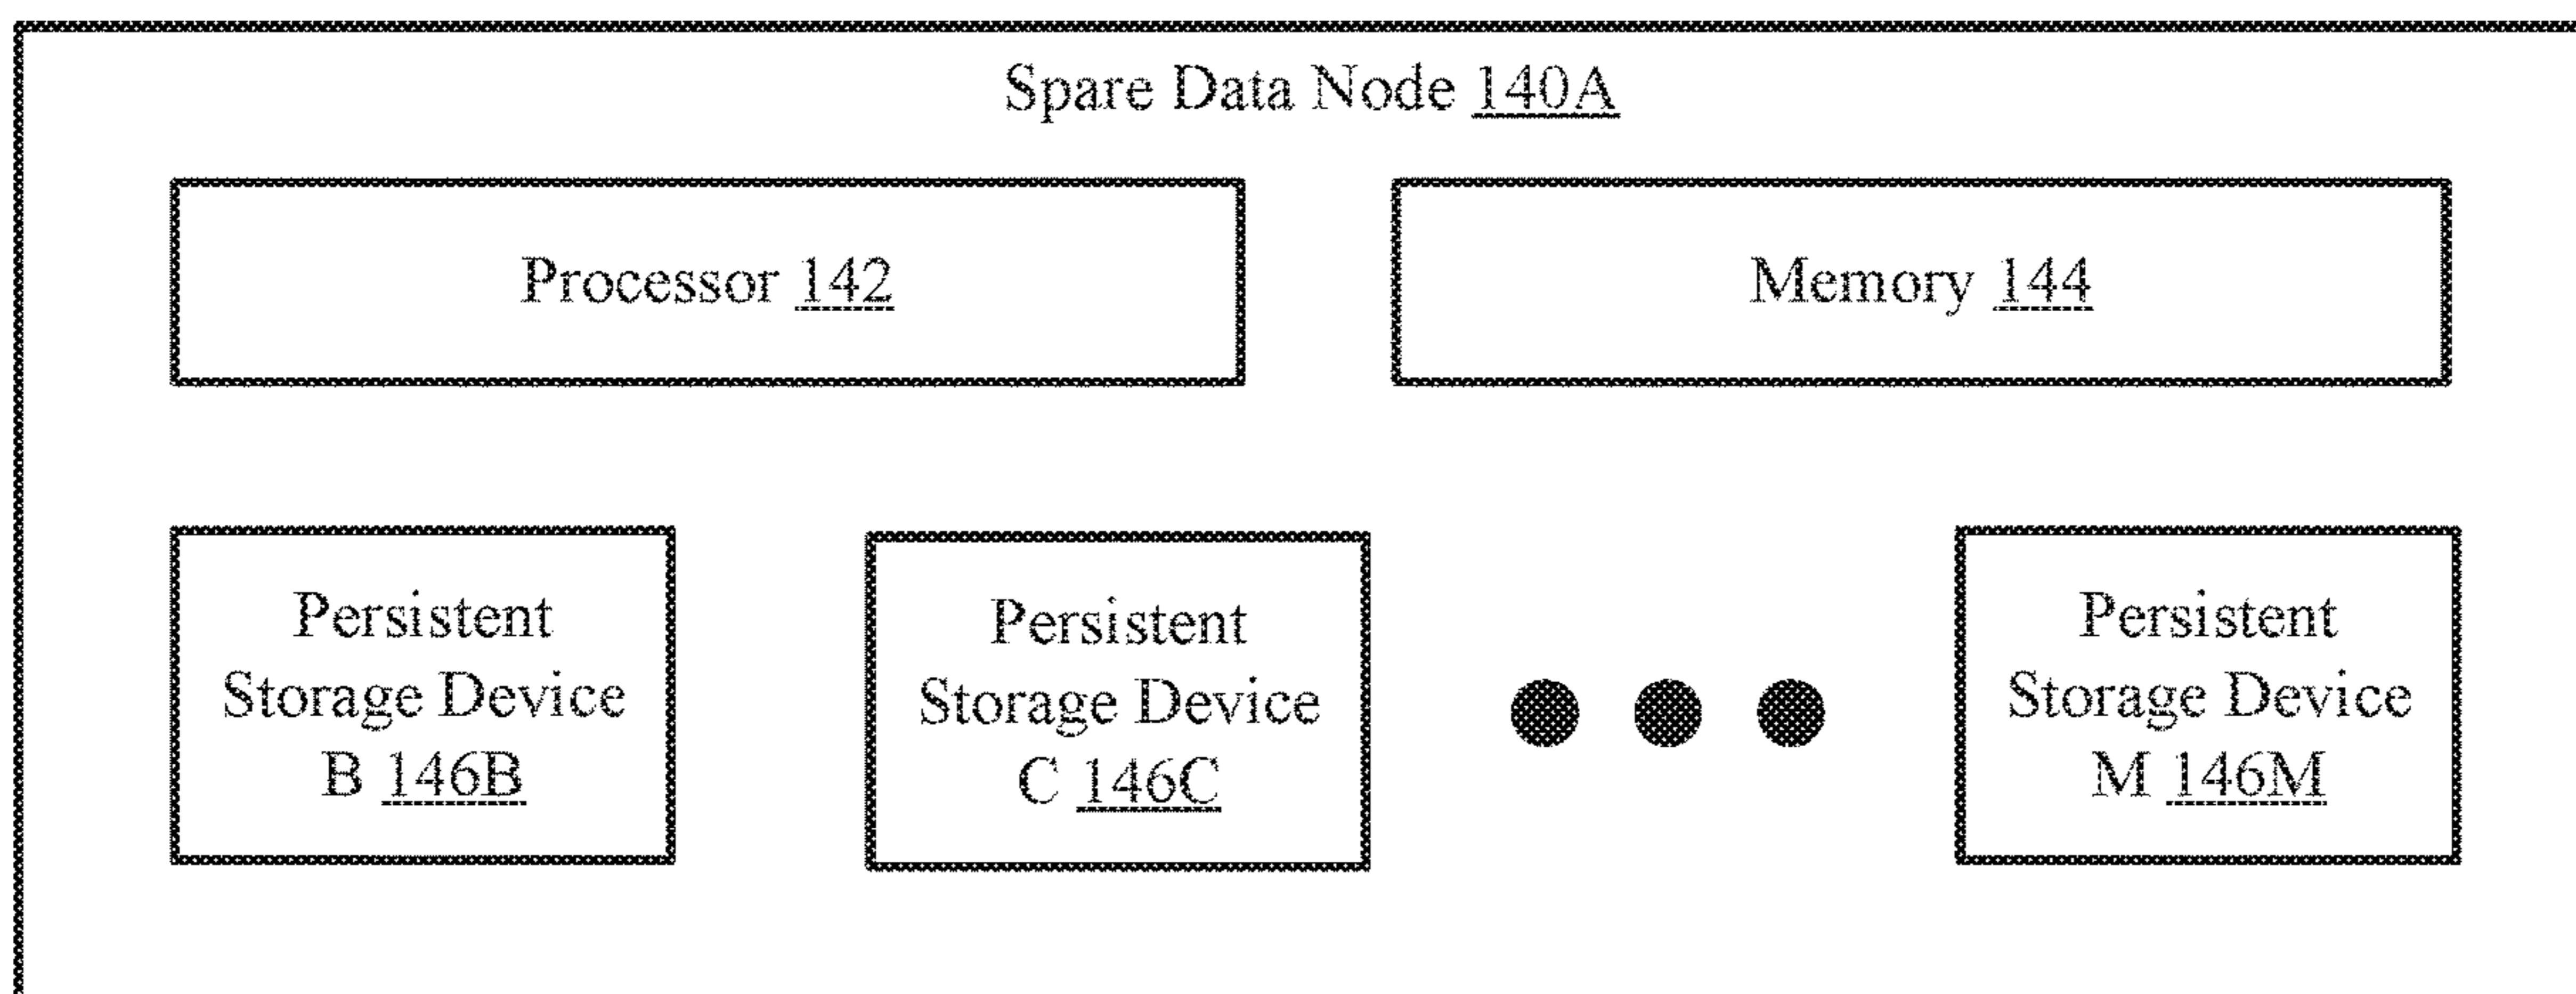 Spare Data Node 140A
Processor 142
Memory 144
Persistent
Storage Device
B 146B
Persistent
Storage Device
C 146C
Persistent
Storage Device
M 146M